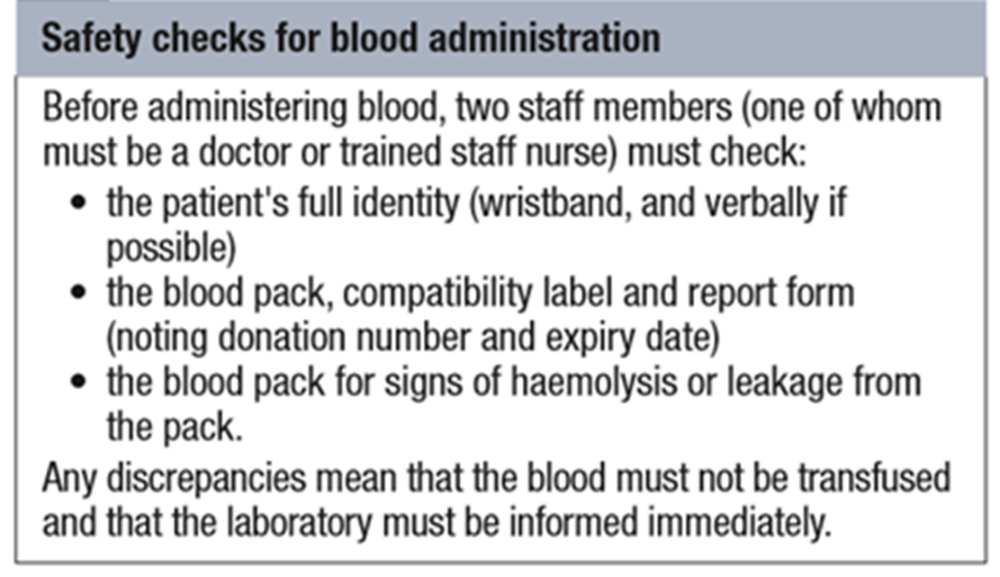 Safety checks for blood administration
Before administering blood, two staff members (one of whom
must be a doctor or trained staff nurse) must check:
• the patient's full identity (wristband, and verbally if
possible)
• the blood pack, compatibility label and report form
(noting donation number and expiry date)
• the blood pack for signs of haemolysis or leakage from
the pack.
Any discrepancies mean that the blood must not be transfused
and that the laboratory must be informed immediately.